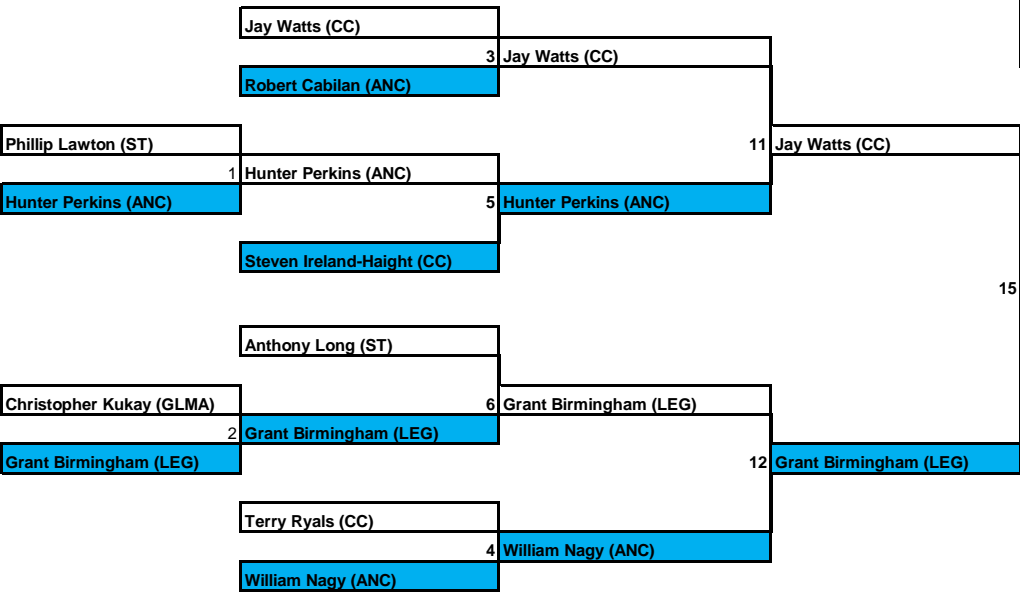 Jay Watts (CC)
3 Jay Watts (CC)
Robert Cabilan (ANC)
Phillip Lawton (ST)
11 Jay Watts (CC)
1 Hunter Perkins (ANC)
Hunter Perkins (ANC)
5 Hunter Perkins (ANC)
Steven Ireland-Haight (CC)
15
Anthony Long (ST)
Christopher Kukay (GLMA)
6 Grant Birmingham (LEG)
2 Grant Birmingham (LEG)
Grant Birmingham (LEG)
12 Grant Birmingham (LEG)
Terry Ryals (CC)
4 William Nagy (ANC)
William Nagy (ANC)